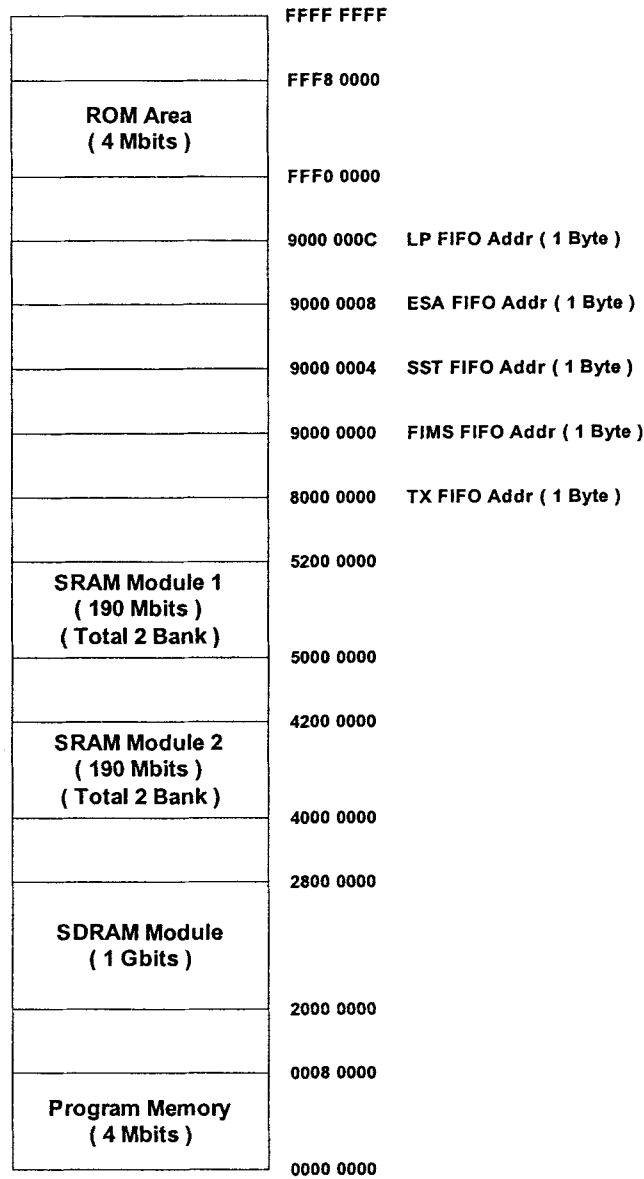 FFFF FFFF
FFF8 0000
ROM Area
( 4 Mbits )
FFF0 0000
9000 000C LP FIFO Addr ( 1 Byte )
9000 0008 ESA FIFO Addr ( 1 Byte )
9000 0004 SST FIFO Addr ( 1 Byte )
9000 0000 FIMS FIFO Addr ( 1 Byte )
8000 0000 TX FIFO Addr ( 1 Byte )
5200 0000
SRAM Module 1
( 190 Mbits )
( Total 2 Bank )
5000 0000
4200 0000
SRAM Module 2
( 190 Mbits )
( Total 2 Bank )
4000 0000
2800 0000
SDRAM Module
( 1 Gbits )
2000 0000
0008 0000
Program Memory
( 4 Mbits )
0000 0000